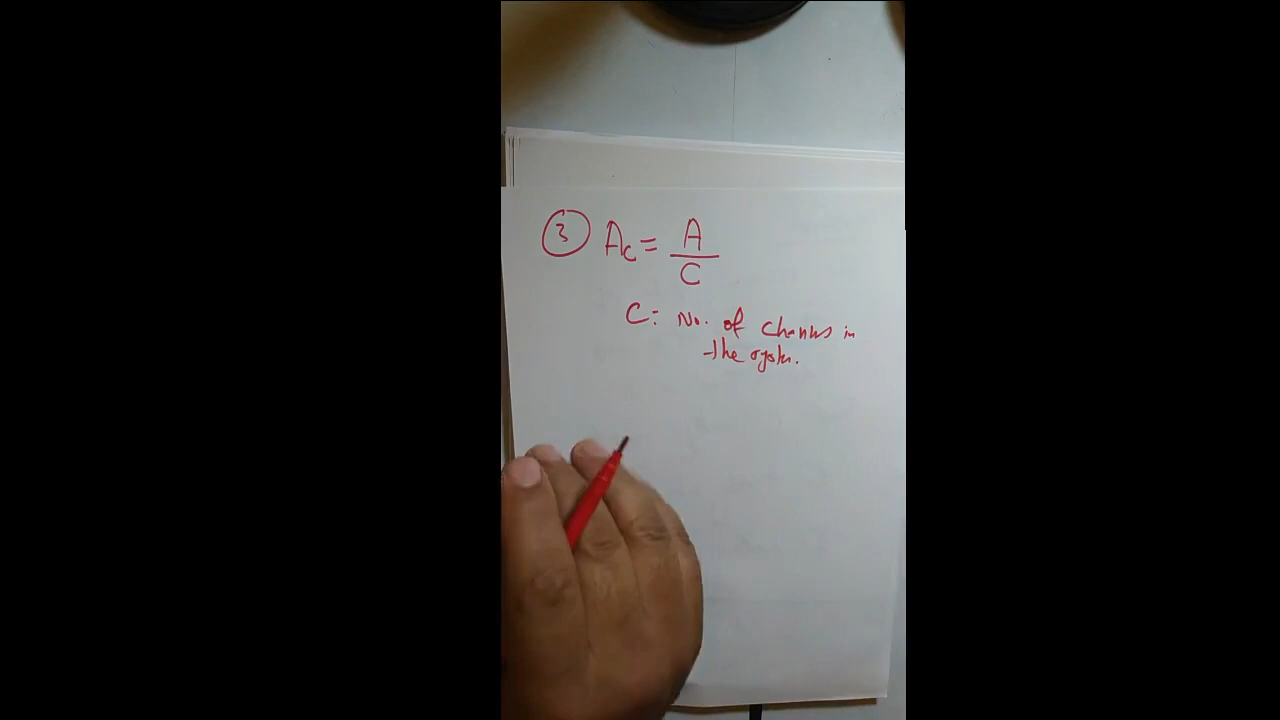 ③ Ac = A / C
C: No. of channels in
the system.